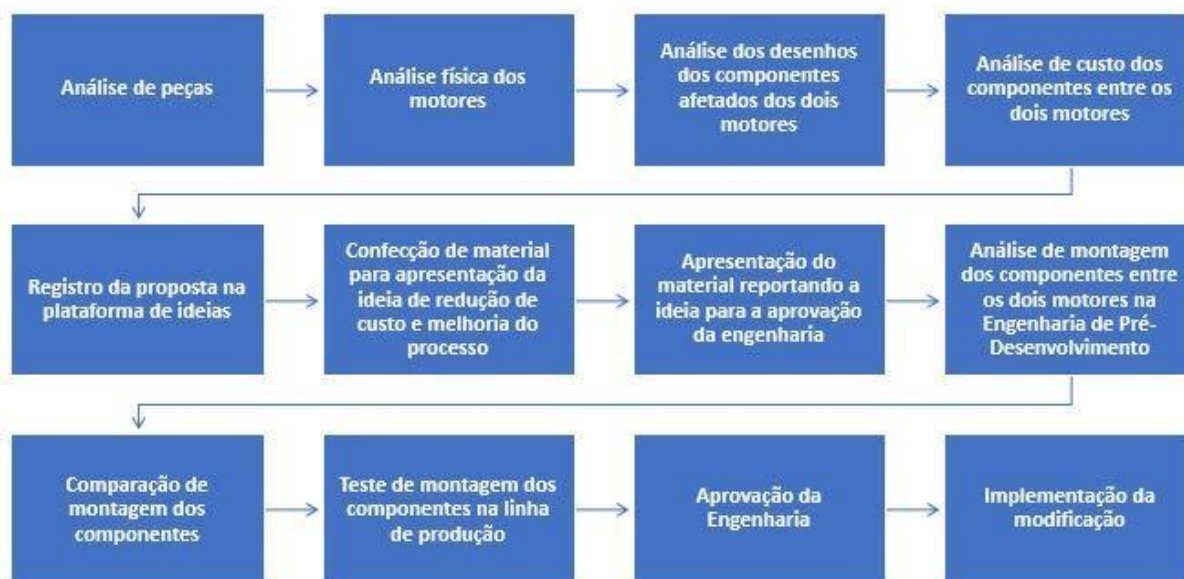 Análise de peças
Análise física dos
motores
Análise dos desenhos
dos componentes
afetados dos dois
motores
Análise de custo dos
componentes entre os
dois motores
Registro da proposta na
plataforma de ideias
Confecção de material
para apresentação da
ideia de redução de
custo e melhoria do
processo
Apresentação do
material reportando a
ideia para a aprovação
da engenharia
Análise de montagem
dos componentes entre
os dois motores na
Engenharia de Pré-
Desenvolvimento
Comparação de
montagem dos
componentes
Teste de montagem dos
componentes na linha
de produção
Aprovação da
Engenharia
Implementação da
modificação